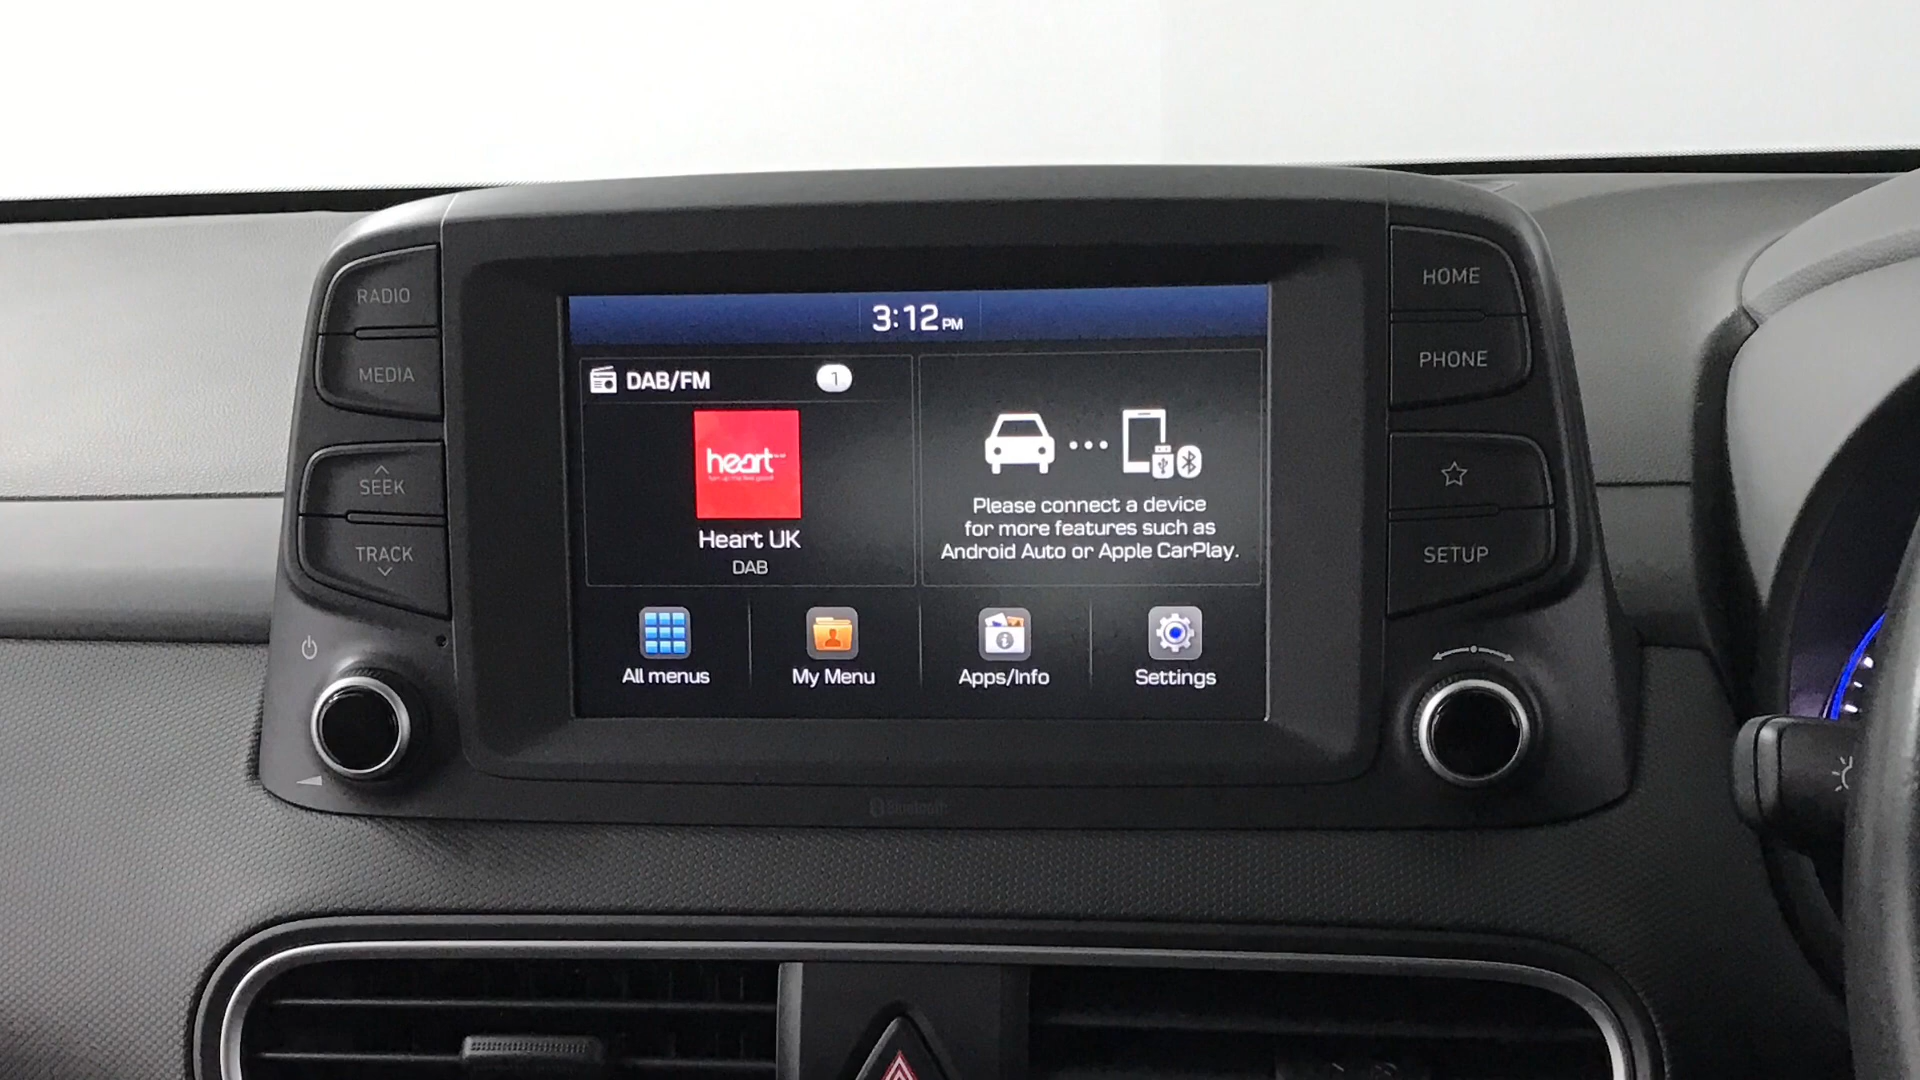 RADIO
MEDIA
SEEK
TRACK
3:12 PM
DAB/FM 1
heart
Heart UK
DAB
Please connect a device
for more features such as
Android Auto or Apple CarPlay.
All menus
My Menu
Apps/Info
Settings
HOME
PHONE
SETUP
Bluetooth